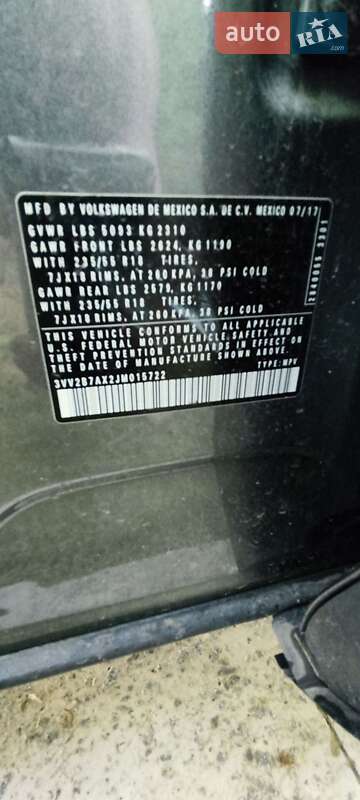 auto RIA
.com
MFD BY VOLKSWAGEN DE MEXICO S.A. DE C.V. MEXICO 07/17
GVWR LBS 5093 KG 2310
GAWR FRONT LBS 2624, KG 1190
WITH 235/55 R18 TIRES,
7JX18 RIMS, AT 260 KPA, 38 PSI COLD
GAWR REAR LBS 2579, KG 1170
WITH 235/55 R18 TIRES,
7JX18 RIMS, AT 260 KPA, 38 PSI COLD
THIS VEHICLE CONFORMS TO ALL APPLICABLE
U.S. FEDERAL MOTOR VEHICLE SAFETY AND
THEFT PREVENTION STANDARDS IN EFFECT
ON THE DATE OF MANUFACTURE SHOWN ABOVE.
3VV2B7AX2JM015722
TYPE: MPV